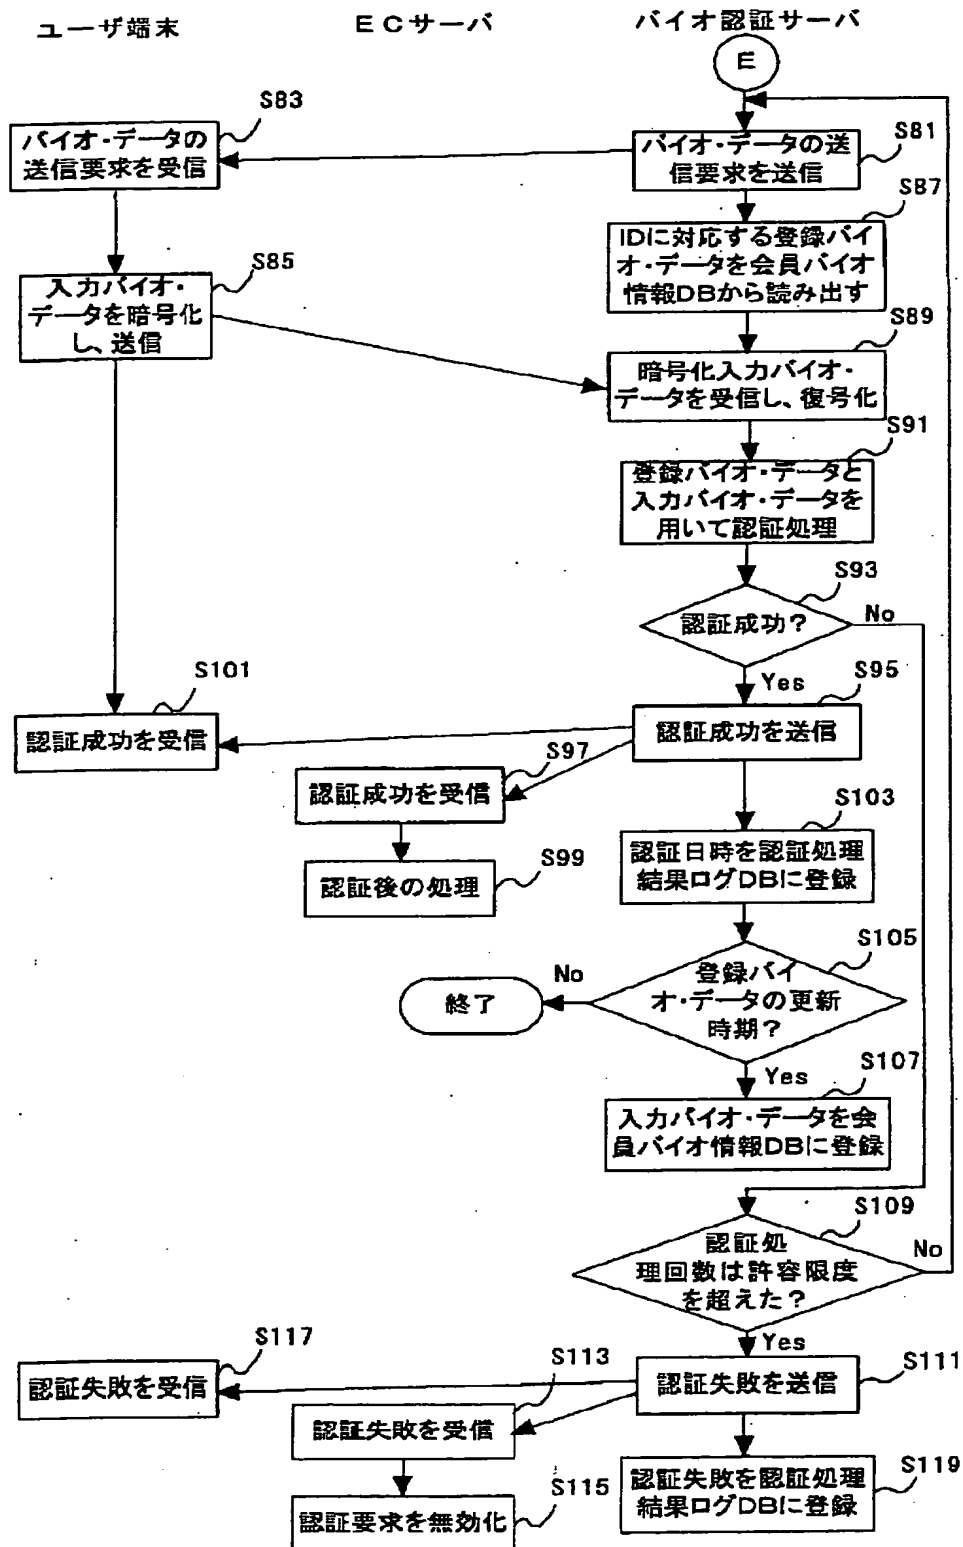 ユーザ端末
ECサーバ
バイオ認証サーバ
E
S83
バイオ・データの
送信要求を受信
S81
バイオ・データの送
信要求を送信
S87
IDに対応する登録バイ
オ・データを会員バイオ
情報DBから読み出す
S85
入力バイオ・
データを暗号化
し、送信
S89
暗号化入力バイオ・
データを受信し、復号化
S91
登録バイオ・データと
入力バイオ・データを
用いて認証処理
S93
認証成功?
No
Yes
S95
認証成功を送信
S101
認証成功を受信
S97
認証成功を受信
S99
認証後の処理
S103
認証日時を認証処理
結果ログDBに登録
S105
登録バイ
オ・データの更新
時期?
No
終了
Yes
S107
入力バイオ・データを会
員バイオ情報DBに登録
S109
認証処
理回数は許容限度
を超えた?
No
Yes
S111
認証失敗を送信
S117
認証失敗を受信
S113
認証失敗を受信
S115
認証要求を無効化
S119
認証失敗を認証処理
結果ログDBに登録